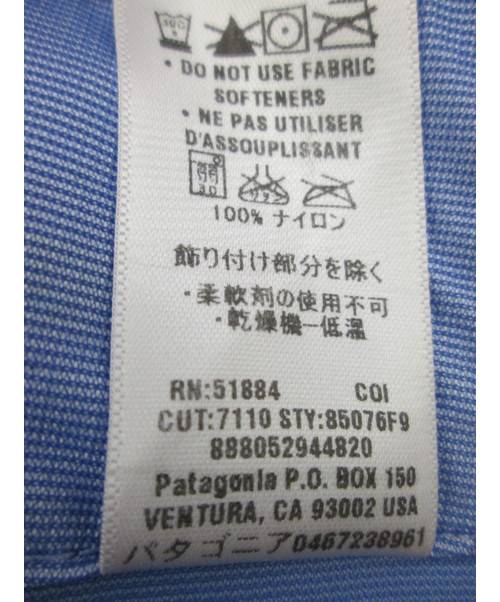 • DO NOT USE FABRIC
SOFTENERS
• NE PAS UTILISER
D'ASSOUPLISSANT
弱
30
100% ナイロン
飾り付け部分を除く
・柔軟剤の使用不可
・乾燥機ー低温
RN:51884 COI
CUT:7110 STY:85076F9
888052944820
Patagonia P.O. BOX 150
VENTURA, CA 93002 USA
パタゴニア0467238961